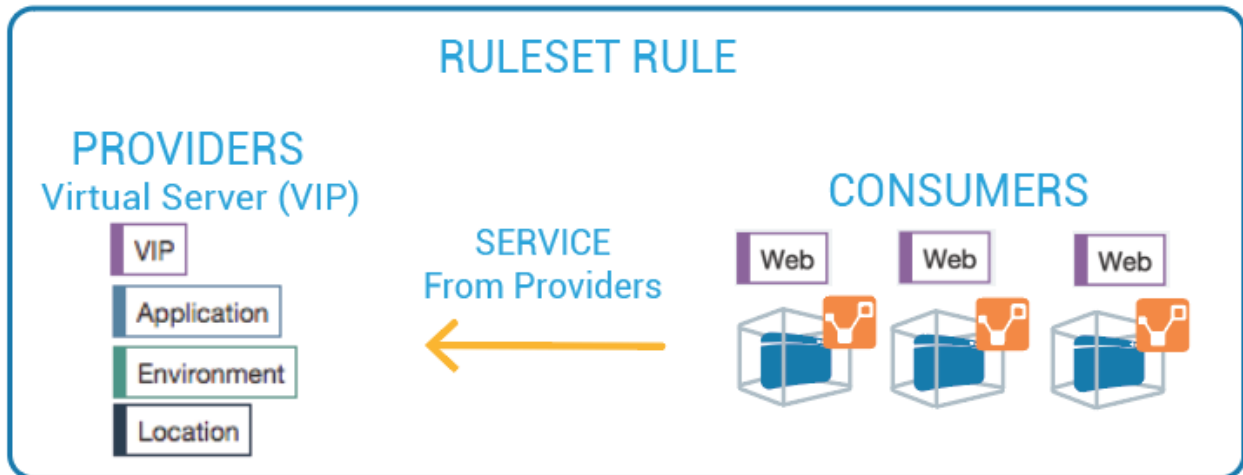 RULESET RULE
PROVIDERS
Virtual Server (VIP)
VIP
Application
Environment
Location
SERVICE
From Providers
CONSUMERS
Web
Web
Web